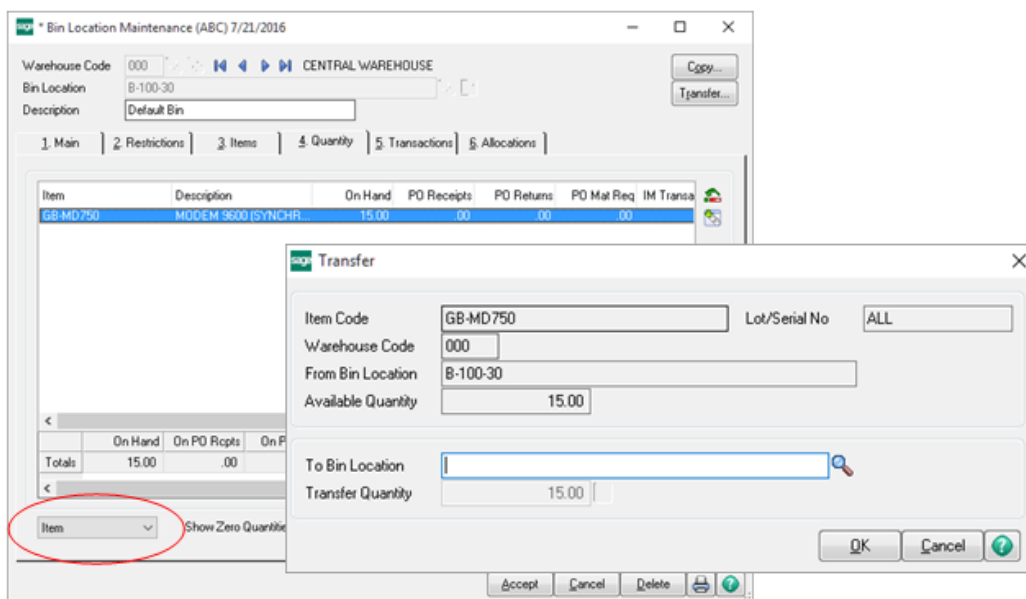 sage * Bin Location Maintenance (ABC) 7/21/2016
Warehouse Code 000 CENTRAL WAREHOUSE Copy...
Bin Location B-100-30
Transfer...
Description Default Bin
1. Main 2. Restrictions 3. Items 4. Quantity 5. Transactions 6. Allocations
Item Description On Hand PO Receipts PO Returns PO Mat Req IM Transa
GB-MD750 MODEM 9600 (SYNCHR... 15.00 .00 .00 .00
On Hand On PO Rcpts On P
Totals 15.00 .00
Item Show Zero Quantitie
Accept Cancel Delete
sage Transfer
Item Code GB-MD750 Lot/Serial No ALL
Warehouse Code 000
From Bin Location B-100-30
Available Quantity 15.00
To Bin Location
Transfer Quantity 15.00
OK Cancel